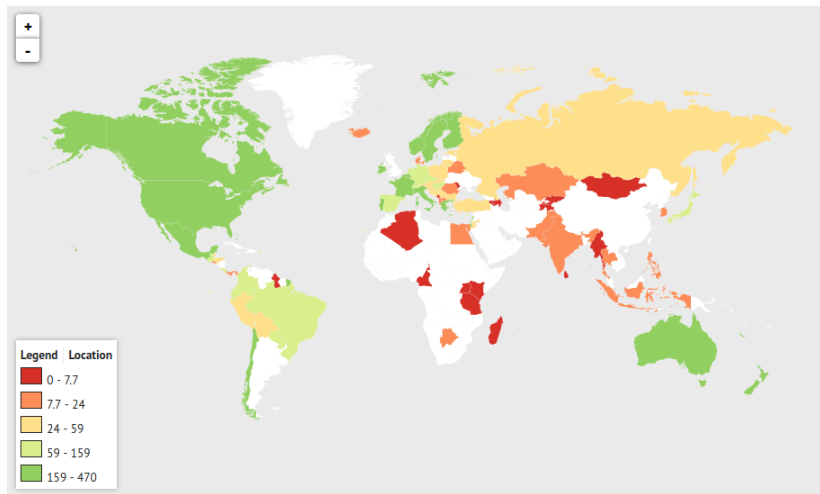 +
-
Legend Location
0 - 7.7
7.7 - 24
24 - 59
59 - 159
159 - 470